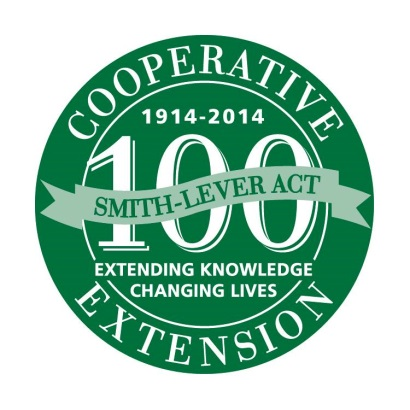 COOPERATIVE
1914-2014
100
SMITH-LEVER ACT
EXTENDING KNOWLEDGE
CHANGING LIVES
EXTENSION